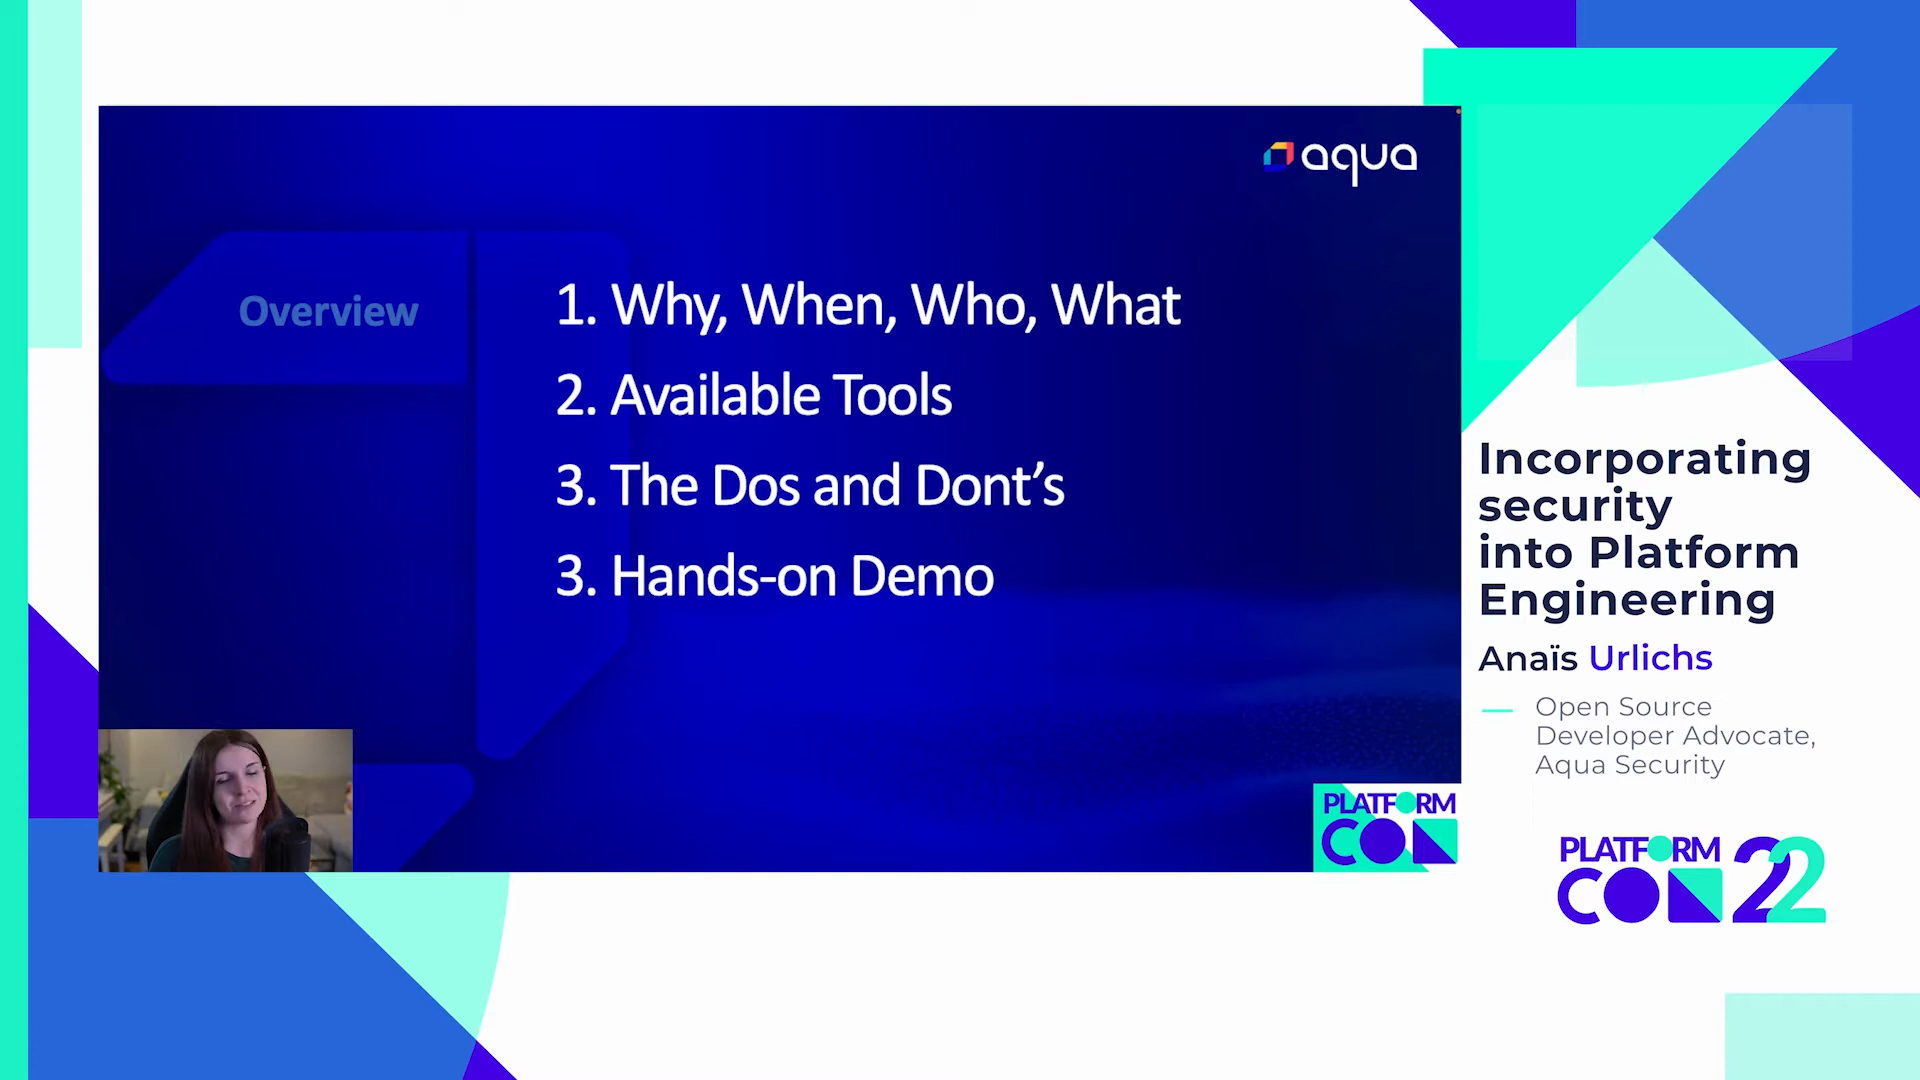 aqua
Overview
1. Why, When, Who, What
2. Available Tools
3. The Dos and Dont’s
3. Hands-on Demo
PLATFORM
CON
Incorporating
security
into Platform
Engineering
Anaïs Urlichs
Open Source
Developer Advocate,
Aqua Security
PLATFORM
CON 22